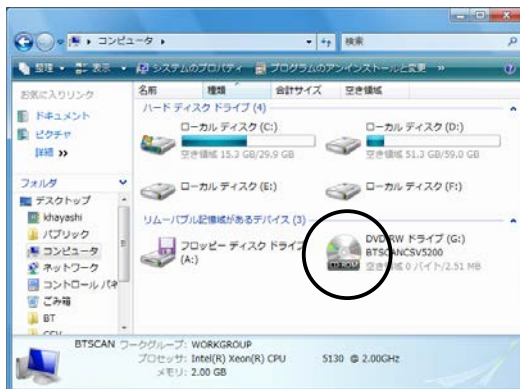 コンピュータ
検索
整理 表示 システムのプロパティ プログラムのアンインストールと変更 »
お気に入りリンク
ドキュメント
ピクチャ
詳細 »
フォルダ
デスクトップ
khayashi
パブリック
コンピュータ
ネットワーク
コントロール パネ
ごみ箱
BT
CCV
名前 種類 合計サイズ 空き領域
ハード ディスク ドライブ (4)
ローカル ディスク (C:)
空き領域 15.3 GB/29.9 GB
ローカル ディスク (D:)
空き領域 51.3 GB/59.0 GB
ローカル ディスク (E:)
ローカル ディスク (F:)
リムーバブル記憶域があるデバイス (3)
フロッピー ディスク ドライブ
(A:)
DVD RW ドライブ (G:)
BTSCANCSV5200
空き領域 0 バイト/2.51 MB
CD-ROM
BTSCAN ワークグループ: WORKGROUP
プロセッサ: Intel(R) Xeon(R) CPU 5130 @ 2.00GHz
メモリ: 2.00 GB